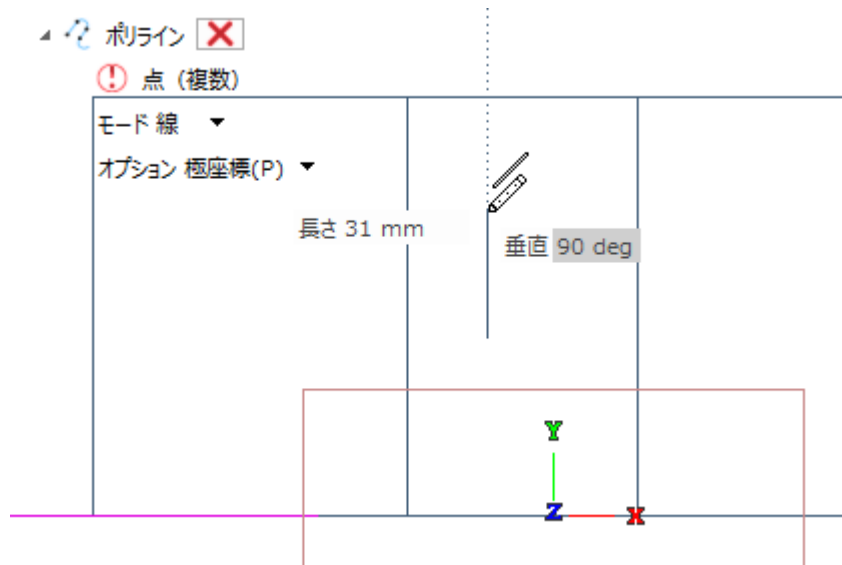 ポリライン
点（複数）
モード 線
オプション 極座標(P)
長さ 31 mm
垂直 90 deg
Y
Z
X